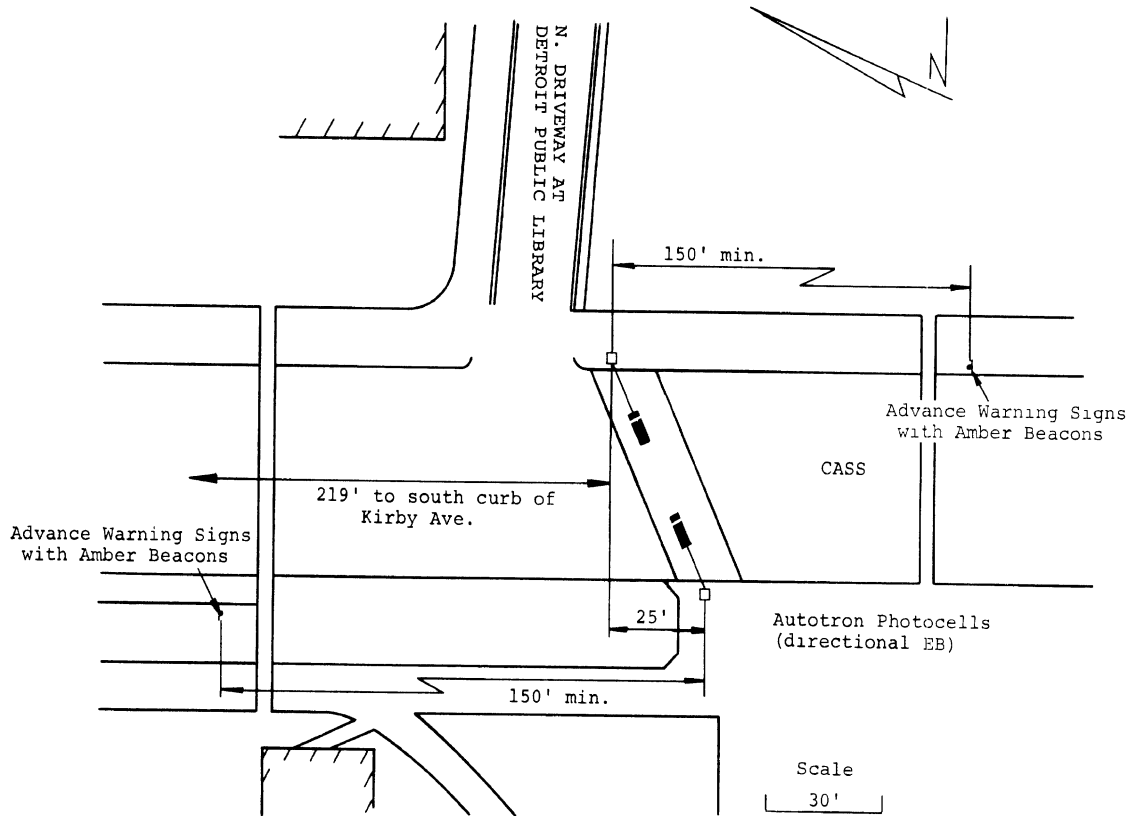 N. DRIVEWAY AT
DETROIT PUBLIC LIBRARY
N
150' min.
Advance Warning Signs
with Amber Beacons
CASS
219' to south curb of
Kirby Ave.
Advance Warning Signs
with Amber Beacons
25'
Autotron Photocells
(directional EB)
150' min.
Scale
30'